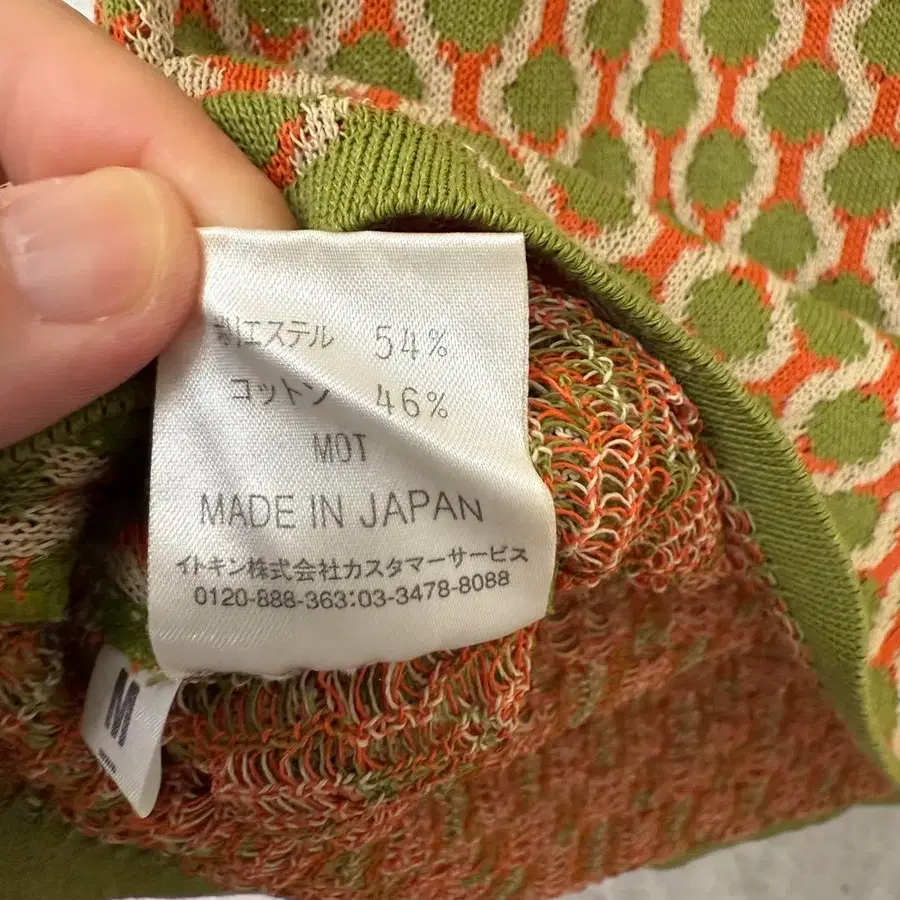 ポリエステル 54%
コットン 46%
MOT
MADE IN JAPAN
イトキン株式会社カスタマーサービス
0120-888-363:03-3478-8088
M